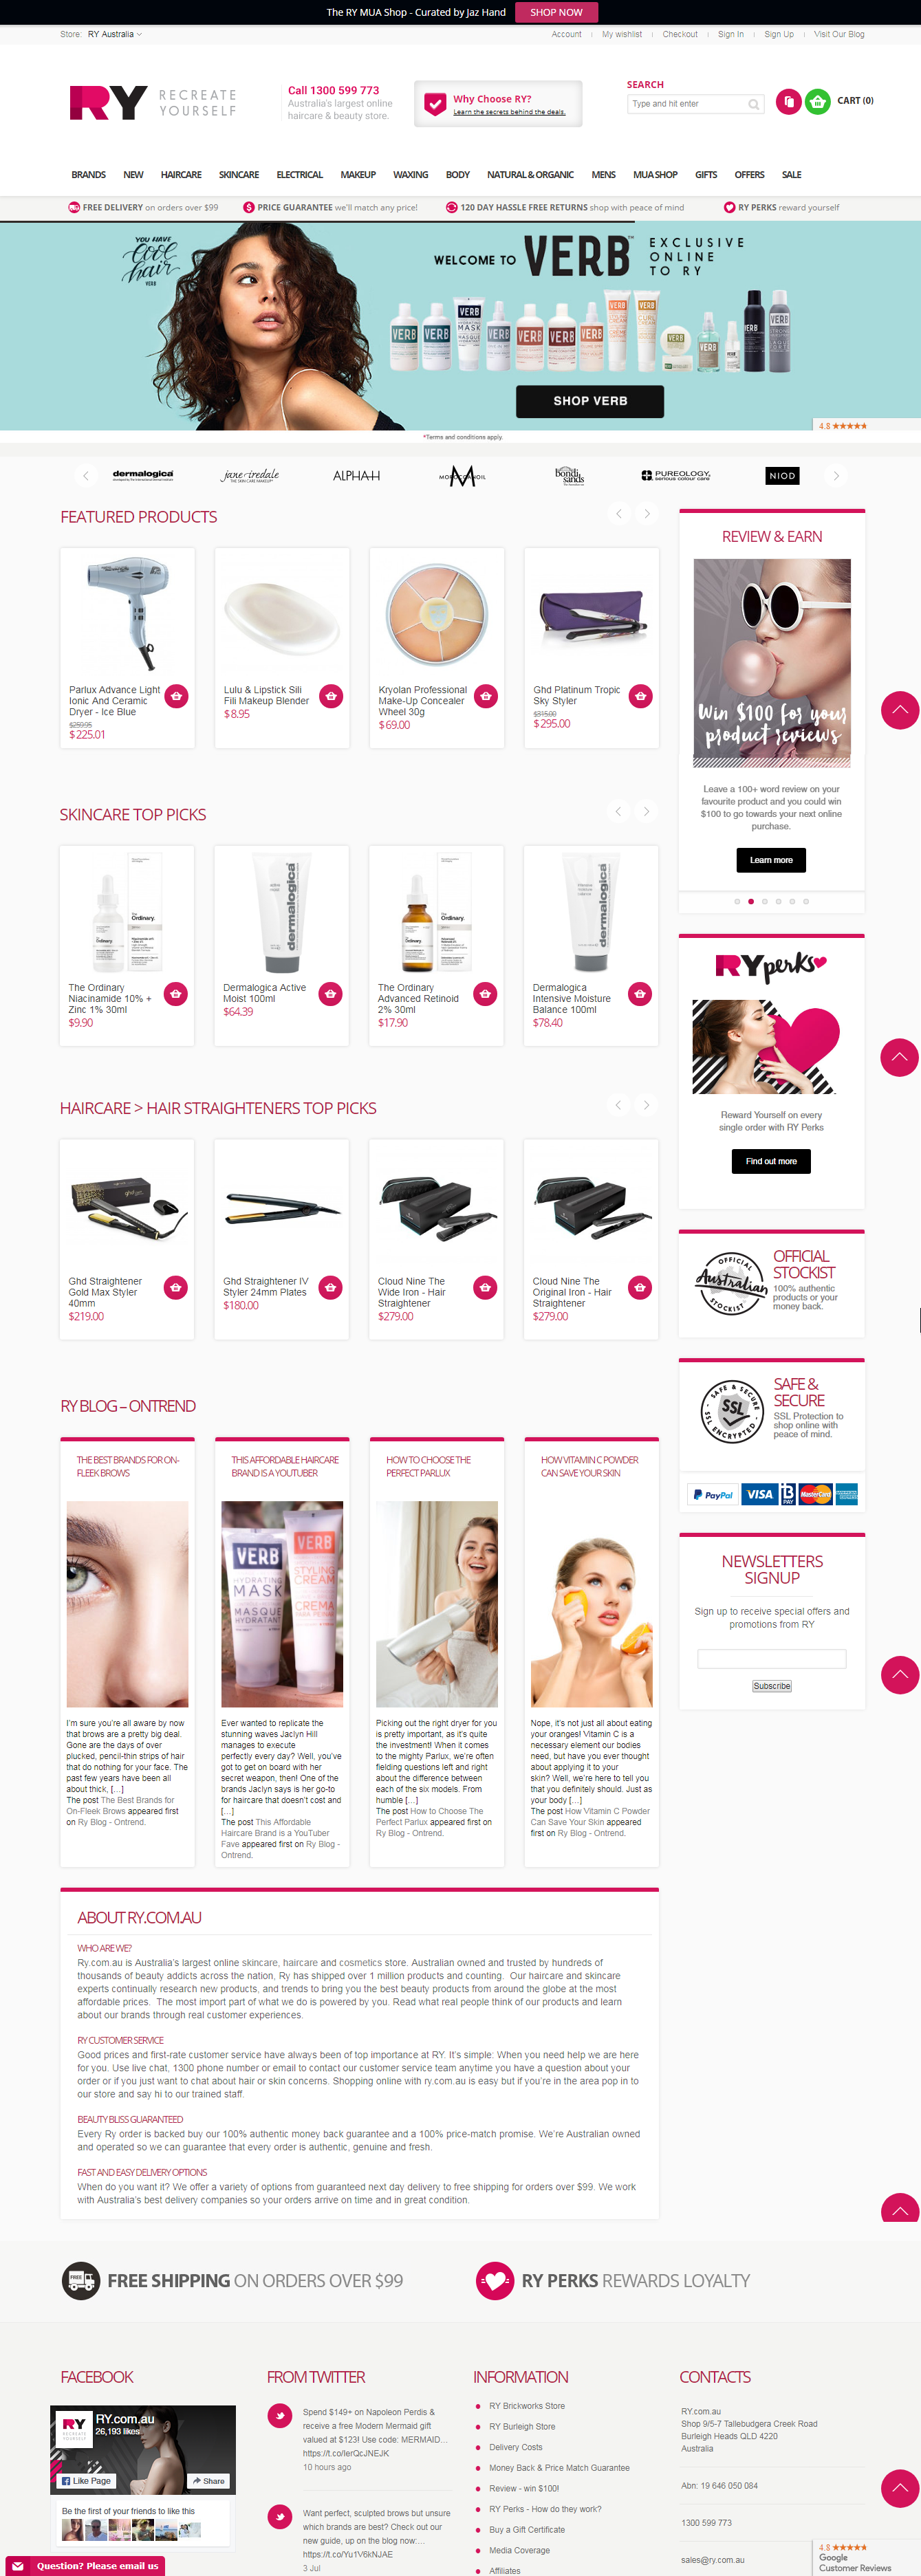 The RY MUA Shop - Curated by Jaz Hand SHOP NOW
Store: RY Australia
Account | My wishlist | Checkout | Sign In | Sign Up | Visit Our Blog
RY RECREATE
YOURSELF
Call 1300 599 773
Australia's largest online
haircare & beauty store.
Why Choose RY?
Learn the secrets behind the deals.
SEARCH
Type and hit enter
CART (0)
BRANDS NEW HAIRCARE SKINCARE ELECTRICAL MAKEUP WAXING BODY NATURAL & ORGANIC MENS MUA SHOP GIFTS OFFERS SALE
FREE DELIVERY on orders over $99
PRICE GUARANTEE we'll match any price!
120 DAY HASSLE FREE RETURNS shop with peace of mind
RY PERKS reward yourself
YOU HAVE
Cool
hair
VERB
WELCOME TO VERB
EXCLUSIVE
ONLINE
TO RY
SHOP VERB
4.8
*Terms and conditions apply.
dermalogica
jane iredale
THE SKIN CARE MAKEUP
ALPHA-H
MOROCCANOIL
bondi
sands
PUREOLOGY
serious colour care
NIOD
FEATURED PRODUCTS
Parlux Advance Light
Ionic And Ceramic
Dryer - Ice Blue
$259.95
$225.01
Lulu & Lipstick Sili
Fili Makeup Blender
$8.95
Kryolan Professional
Make-Up Concealer
Wheel 30g
$69.00
Ghd Platinum Tropic
Sky Styler
$315.00
$295.00
REVIEW & EARN
Win $100 for your
product reviews
Leave a 100+ word review on your
favourite product and you could win
$100 to go towards your next online
purchase.
Learn more
SKINCARE TOP PICKS
The Ordinary
Niacinamide 10% +
Zinc 1% 30ml
$9.90
Dermalogica Active
Moist 100ml
$64.39
The Ordinary
Advanced Retinoid
2% 30ml
$17.90
Dermalogica
Intensive Moisture
Balance 100ml
$78.40
RY perks
Reward Yourself on every
single order with RY Perks
Find out more
HAIRCARE > HAIR STRAIGHTENERS TOP PICKS
Ghd Straightener
Gold Max Styler
40mm
$219.00
Ghd Straightener IV
Styler 24mm Plates
$180.00
Cloud Nine The
Wide Iron - Hair
Straightener
$279.00
Cloud Nine The
Original Iron - Hair
Straightener
$279.00
OFFICIAL
Australian
STOCKIST
OFFICIAL
STOCKIST
100% authentic
products or your
money back.
SAFE & SECURE
SSL
SSL ENCRYPTED
SAFE &
SECURE
SSL Protection to
shop online with
peace of mind.
PayPal VISA B PAY MasterCard
RY BLOG – ONTREND
THE BEST BRANDS FOR ON-
FLEEK BROWS
I'm sure you're all aware by now
that brows are a pretty big deal.
Gone are the days of over
plucked, pencil-thin strips of hair
that do nothing for your face. The
past few years have been all
about thick, […]
The post The Best Brands for
On-Fleek Brows appeared first
on Ry Blog - Ontrend.
THIS AFFORDABLE HAIRCARE
BRAND IS A YOUTUBER
VERB
HYDRATING
MASK
MASQUE
HYDRATANT
VERB
STYLING
CREAM
CREMA
Ever wanted to replicate the
stunning waves Jaclyn Hill
manages to execute
perfectly every day? Well, you've
got to get on board with her
secret weapon, then! One of the
brands Jaclyn says is her go-to
for haircare that doesn't cost and
[…]
The post This Affordable
Haircare Brand is a YouTuber
Fave appeared first on Ry Blog -
Ontrend.
HOW TO CHOOSE THE
PERFECT PARLUX
Picking out the right dryer for you
is pretty important, as it's quite
the investment! When it comes
to the mighty Parlux, we're often
fielding questions left and right
about the difference between
each of the six models. From
humble […]
The post How to Choose The
Perfect Parlux appeared first on
Ry Blog - Ontrend.
HOW VITAMIN C POWDER
CAN SAVE YOUR SKIN
Nope, it's not just all about eating
your oranges! Vitamin C is a
necessary element our bodies
need, but have you ever thought
about applying it to your
skin? Well, we're here to tell you
that you definitely should. Just as
your body […]
The post How Vitamin C Powder
Can Save Your Skin appeared
first on Ry Blog - Ontrend.
NEWSLETTERS
SIGNUP
Sign up to receive special offers and
promotions from RY
Subscribe
ABOUT RY.COM.AU
WHO ARE WE?
Ry.com.au is Australia's largest online skincare, haircare and cosmetics store. Australian owned and trusted by hundreds of
thousands of beauty addicts across the nation, Ry has shipped over 1 million products and counting. Our haircare and skincare
experts continually research new products, and trends to bring you the best beauty products from around the globe at the most
affordable prices. The most import part of what we do is powered by you. Read what real people think of our products and learn
about our brands through real customer experiences.
RY CUSTOMER SERVICE
Good prices and first-rate customer service have always been of top importance at RY. It's simple: When you need help we are here
for you. Use live chat, 1300 phone number or email to contact our customer service team anytime you have a question about your
order or if you just want to chat about hair or skin concerns. Shopping online with ry.com.au is easy but if you're in the area pop in to
our store and say hi to our trained staff.
BEAUTY BLISS GUARANTEED
Every Ry order is backed buy our 100% authentic money back guarantee and a 100% price-match promise. We're Australian owned
and operated so we can guarantee that every order is authentic, genuine and fresh.
FAST AND EASY DELIVERY OPTIONS
When do you want it? We offer a variety of options from guaranteed next day delivery to free shipping for orders over $99. We work
with Australia's best delivery companies so your orders arrive on time and in great condition.
FREE SHIPPING ON ORDERS OVER $99
RY PERKS REWARDS LOYALTY
FACEBOOK
RY.com.au
26,193 likes
Like Page
Share
Be the first of your friends to like this
FROM TWITTER
Spend $149+ on Napoleon Perdis &
receive a free Modern Mermaid gift
valued at $123! Use code: MERMAID…
https://t.co/lerQcJNEJK
10 hours ago
Want perfect, sculpted brows but unsure
which brands are best? Check out our
new guide, up on the blog now:…
https://t.co/Yu1V6kNJAE
3 Jul
INFORMATION
RY Brickworks Store
RY Burleigh Store
Delivery Costs
Money Back & Price Match Guarantee
Review - win $100!
RY Perks - How do they work?
Buy a Gift Certificate
Media Coverage
Affiliates
CONTACTS
RY.com.au
Shop 9/5-7 Tallebudgera Creek Road
Burleigh Heads QLD 4220
Australia
Abn: 19 646 050 084
1300 599 773
sales@ry.com.au
4.8
Google
Customer Reviews
Question? Please email us